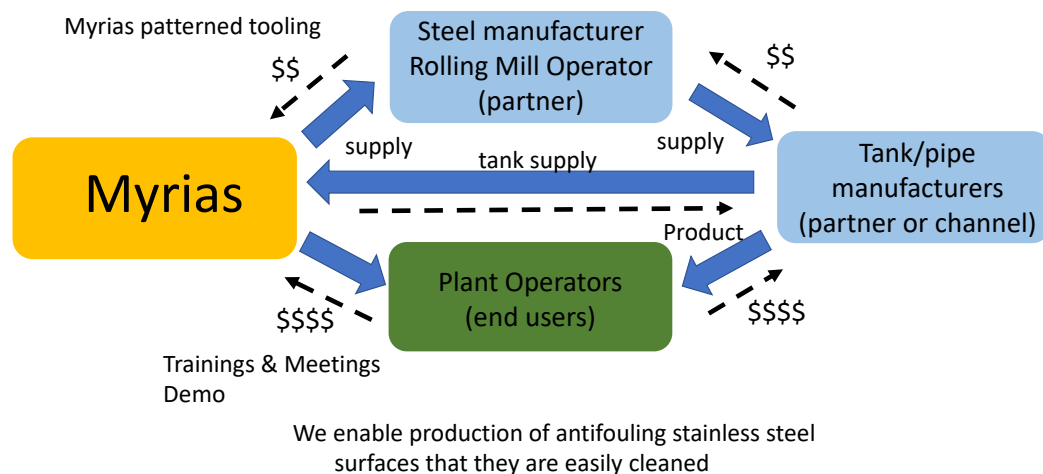 Myrias patterned tooling
$$
Steel manufacturer
Rolling Mill Operator
(partner)
$$
supply
tank supply
supply
Myrias
Tank/pipe
manufacturers
(partner or channel)
Product
Plant Operators
(end users)
$$$$
$$$$
Trainings & Meetings
Demo
We enable production of antifouling stainless steel
surfaces that they are easily cleaned